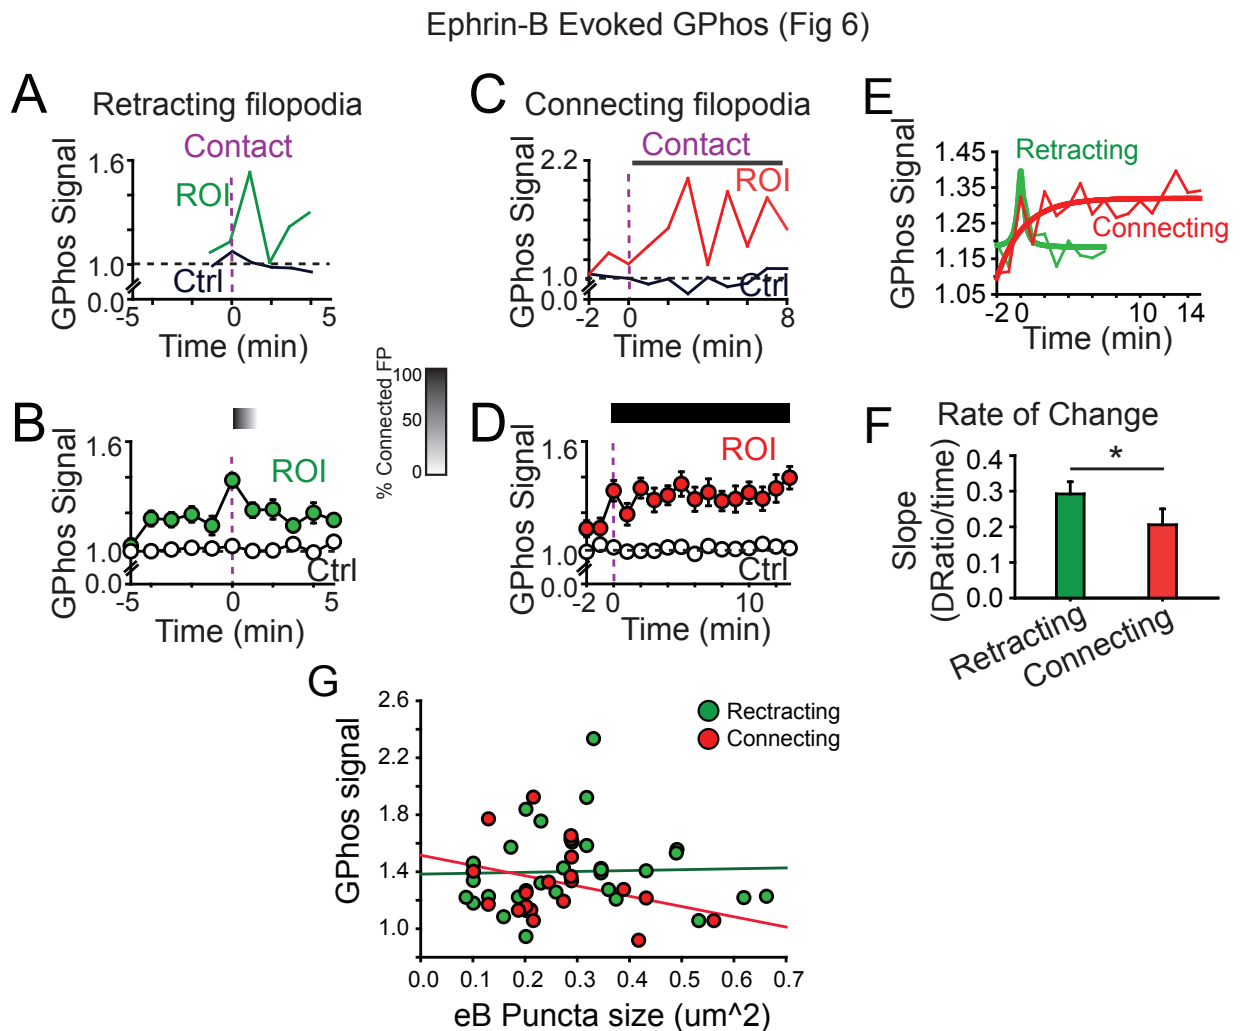 Ephrin-B Evoked GPhos (Fig 6)
A
Retracting filopodia
Contact
ROI
Ctrl
GPhos Signal
1.6
1.0
0.0
-5
0
5
Time (min)
C
Connecting filopodia
Contact
ROI
Ctrl
GPhos Signal
2.2
1.0
0.0
-2
0
8
Time (min)
E
Retracting
Connecting
GPhos Signal
1.45
1.35
1.25
1.15
1.05
-2
0
10
14
Time (min)
% Connected FP
100
50
0
B
ROI
Ctrl
GPhos Signal
1.6
1.0
0.0
-5
0
5
Time (min)
D
ROI
Ctrl
GPhos Signal
1.6
1.0
0.0
-2
0
10
Time (min)
F
Rate of Change
*
Slope
(DRatio/time)
0.4
0.3
0.2
0.1
0.0
Retracting
Connecting
G
Rectracting
Connecting
GPhos signal
2.6
2.2
1.8
1.4
1.0
0.0
0.1
0.2
0.3
0.4
0.5
0.6
0.7
eB Puncta size (um^2)